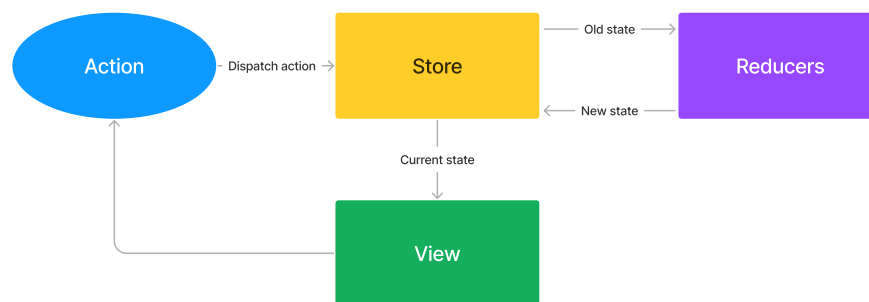 Action
Dispatch action
Store
Old state
Reducers
New state
Current state
View